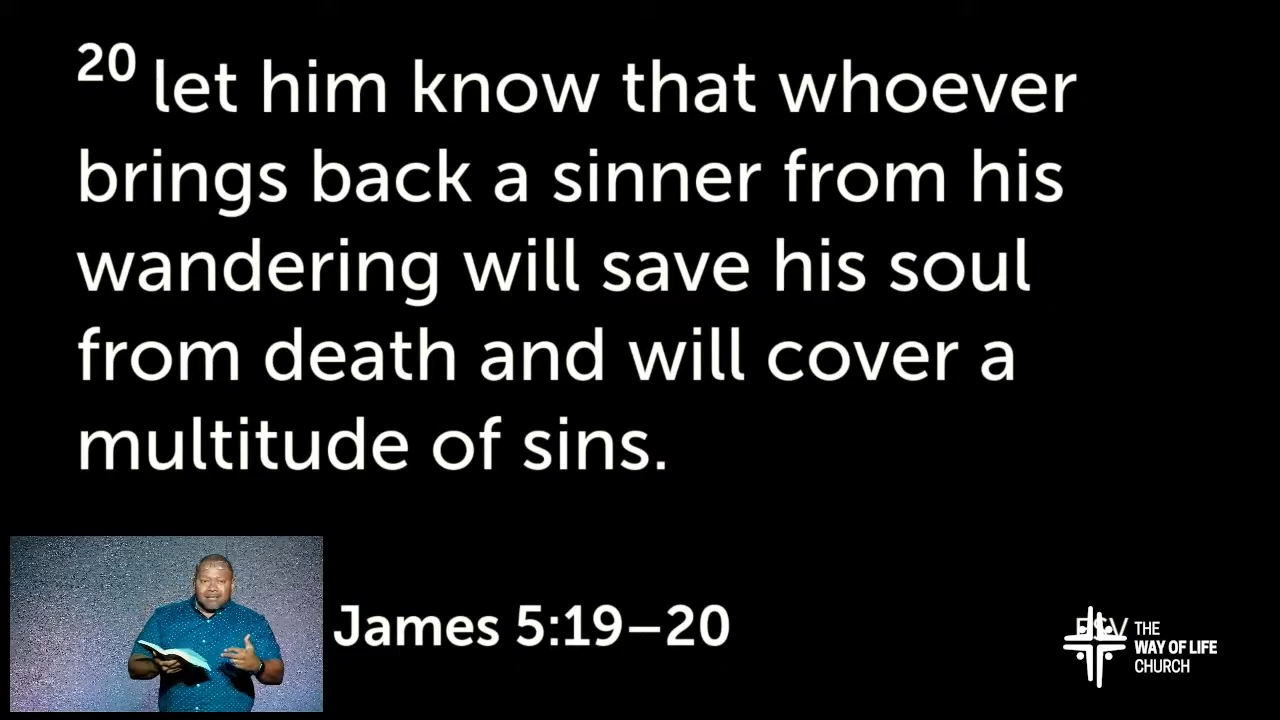 20 let him know that whoever
brings back a sinner from his
wandering will save his soul
from death and will cover a
multitude of sins.
James 5:19–20
ESV
THE
WAY OF LIFE
CHURCH